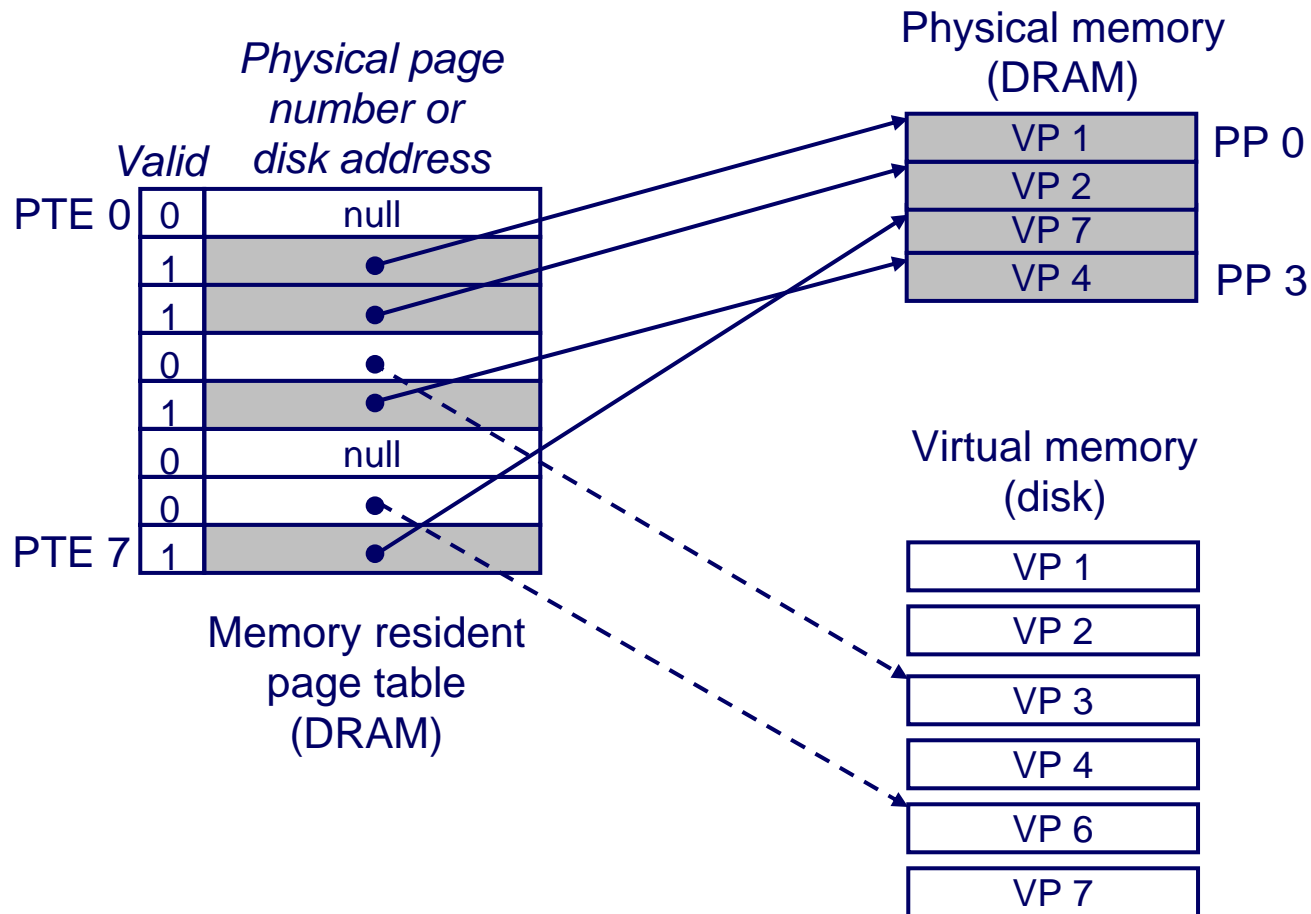 Physical page
number or
disk address
Valid
PTE 0
0
null
1
1
0
1
0
null
0
PTE 7
1
Memory resident
page table
(DRAM)
Physical memory
(DRAM)
VP 1
PP 0
VP 2
VP 7
VP 4
PP 3
Virtual memory
(disk)
VP 1
VP 2
VP 3
VP 4
VP 6
VP 7